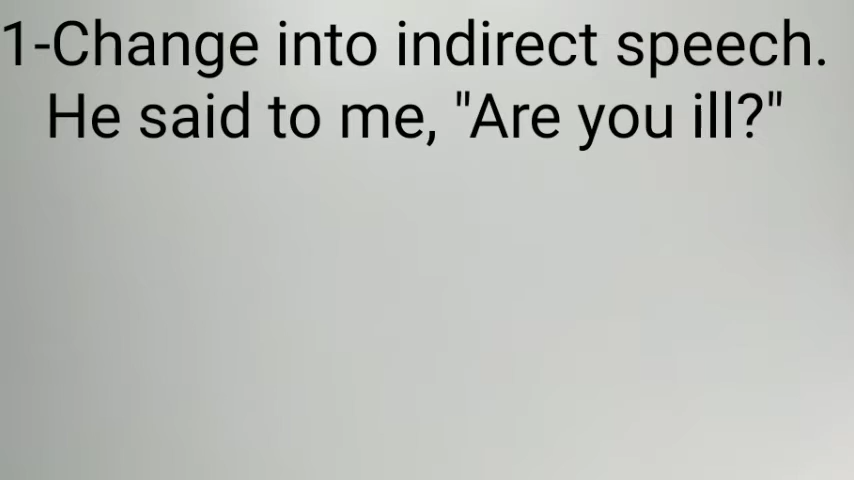 1-Change into indirect speech.
He said to me, "Are you ill?"